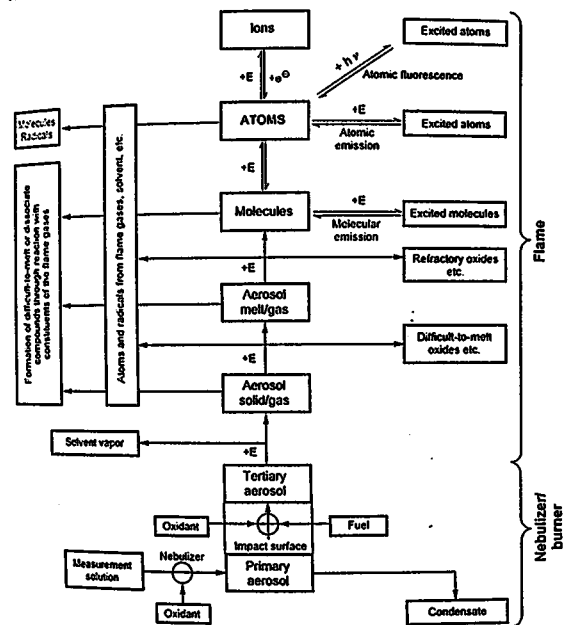 Ions
Excited atoms
+E
+e⊖
+ hν
Atomic fluorescence
Molecules
Radicals
ATOMS
+E
Atomic
emission
Excited atoms
+E
Formation of difficult-to-melt or dissociate
compounds through reaction with
constituents of the flame gases
Atoms and radicals from flame gases, solvent, etc.
Molecules
+E
Molecular
emission
Excited molecules
+E
Refractory oxides
etc.
Aerosol
melt/gas
+E
Difficult-to-melt
oxides etc.
Aerosol
solid/gas
Solvent vapor
+E
Flame
Tertiary
aerosol
Oxidant
Fuel
Impact surface
Nebulizer
Measurement
solution
Primary
aerosol
Oxidant
Condensate
Nebulizer/
burner